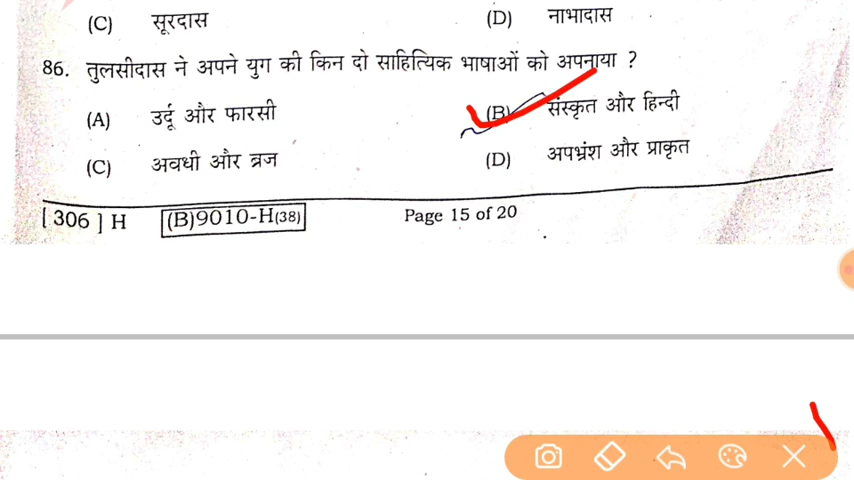 (C) सूरदास (D) नाभादास
86. तुलसीदास ने अपने युग की किन दो साहित्यिक भाषाओं को अपनाया ?
(A) उर्दू और फारसी (B) संस्कृत और हिन्दी
(C) अवधी और व्रज (D) अपभ्रंश और प्राकृत
[ 306 ] H (B)9010-H(38) Page 15 of 20